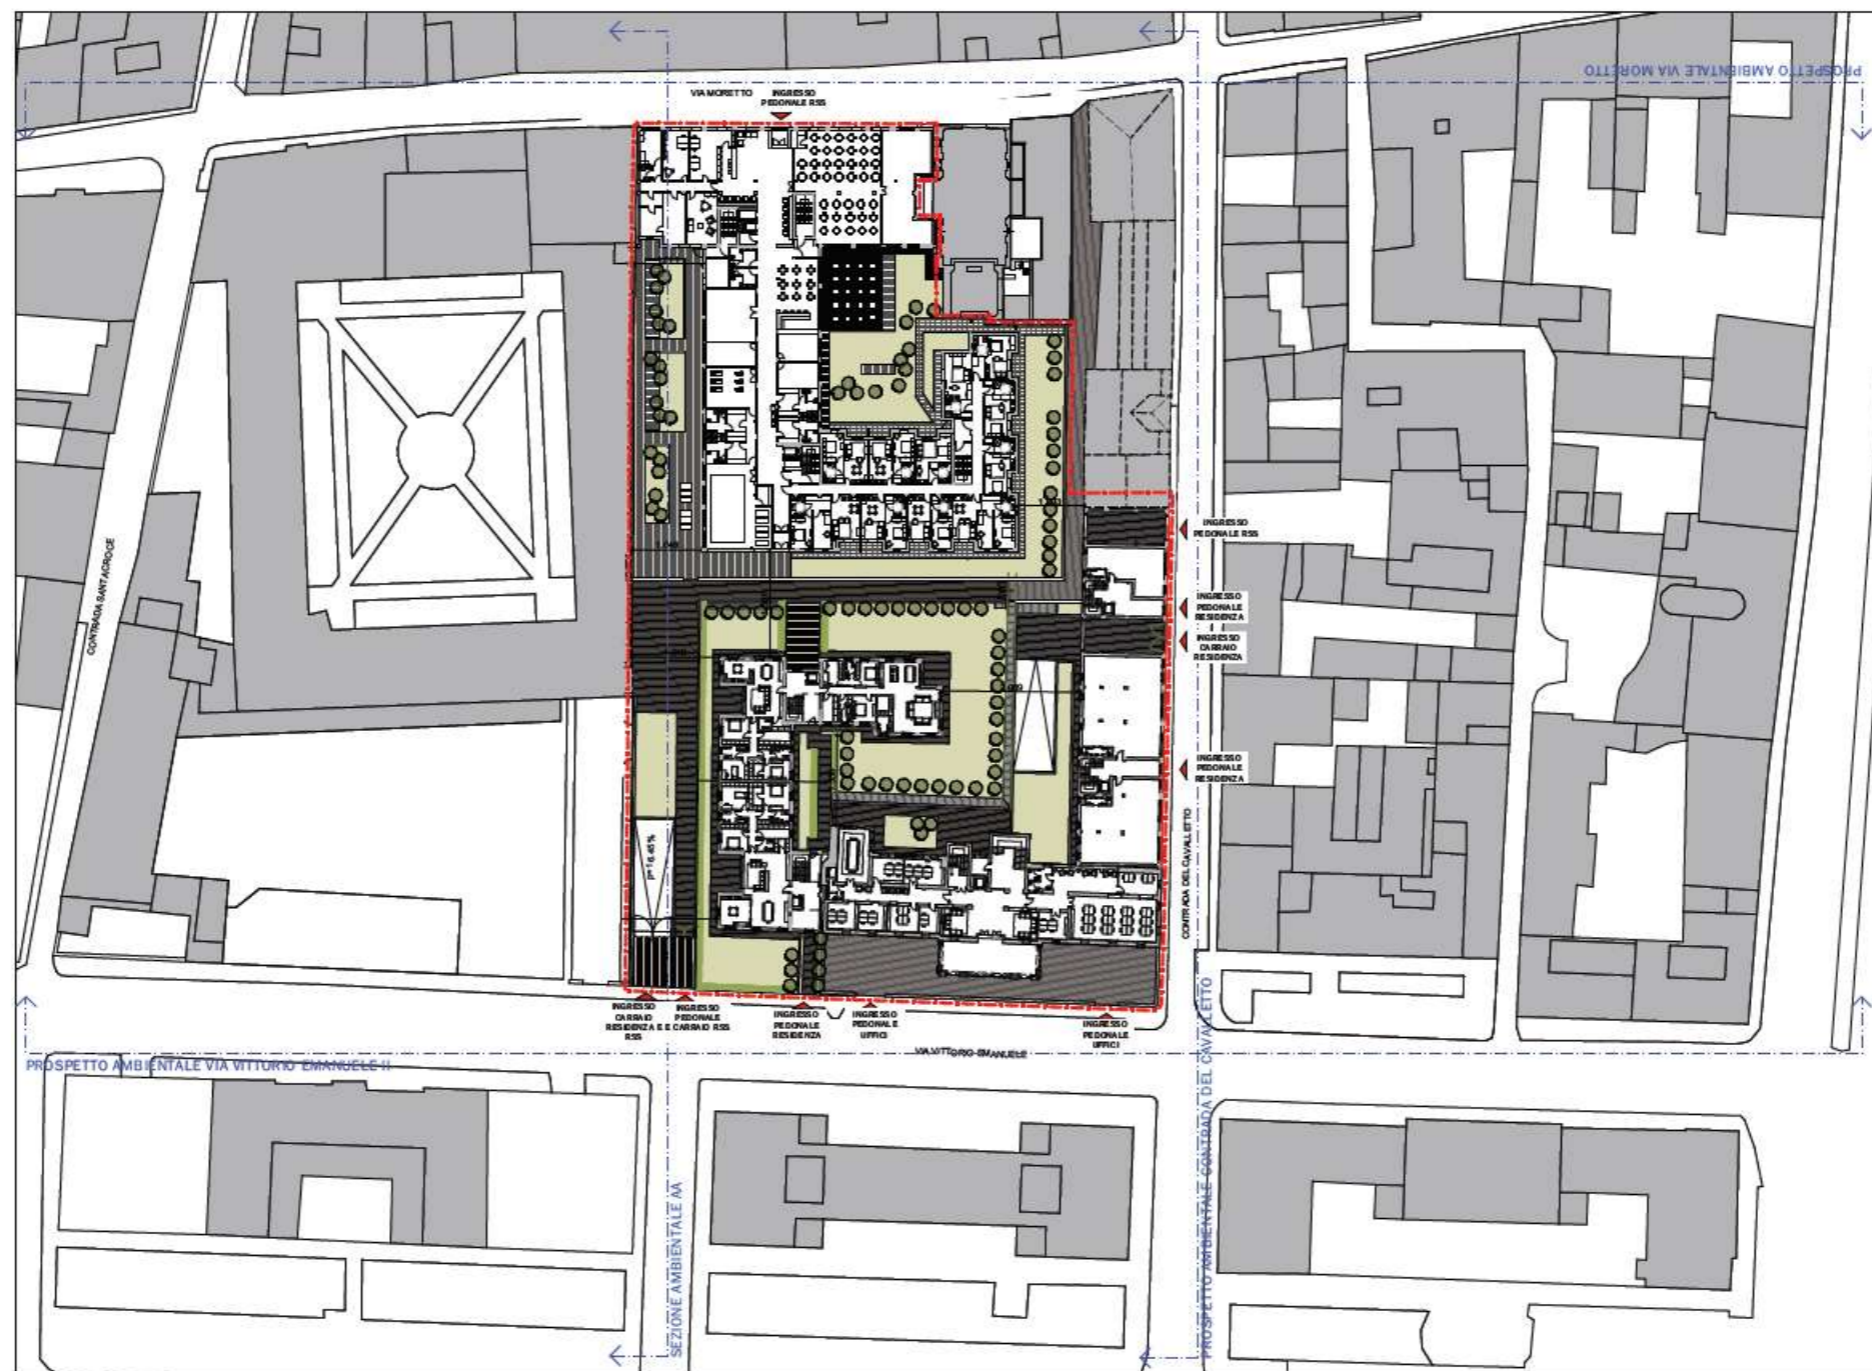 PROSPETTO AMBIENTALE VIA MORETTO
VIA MORETTO
INGRESSO
PEDONALE RSS
CONTRADA SANTACROCE
INGRESSO
PEDONALE RSS
INGRESSO
PEDONALE
RESIDENZA
INGRESSO
CARRAIO
RESIDENZA
INGRESSO
PEDONALE
RESIDENZA
CONTRADA DEL CAVALLETTO
INGRESSO
CARRAIO
RESIDENZA E
RSS
INGRESSO
PEDONALE
E CARRAIO RSS
INGRESSO
PEDONALE
RESIDENZA
INGRESSO
PEDONALE
UFFICI
INGRESSO
PEDONALE
UFFICI
VIA VITTORIO EMANUELE
PROSPETTO AMBIENTALE VIA VITTORIO EMANUELE II
SEZIONE AMBIENTALE AA
PROSPETTO AMBIENTALE CONTRADA DEL CAVALLETTO